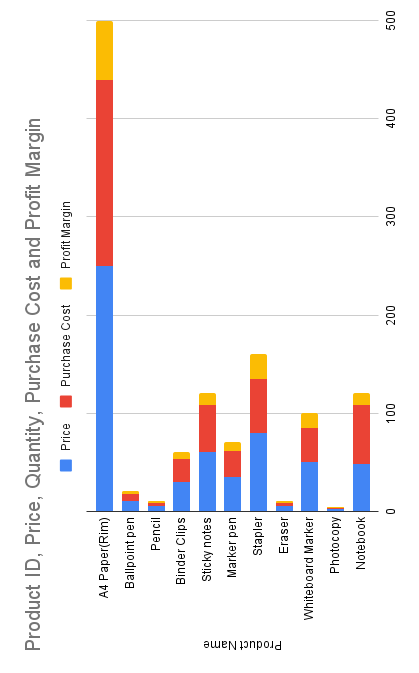 Product ID, Price, Quantity, Purchase Cost and Profit Margin
Price
Purchase Cost
Profit Margin
A4 Paper(Rim)
Ballpoint pen
Pencil
Binder Clips
Sticky notes
Marker pen
Stapler
Eraser
Whiteboard Marker
Photocopy
Notebook
Product Name
0
100
200
300
400
500